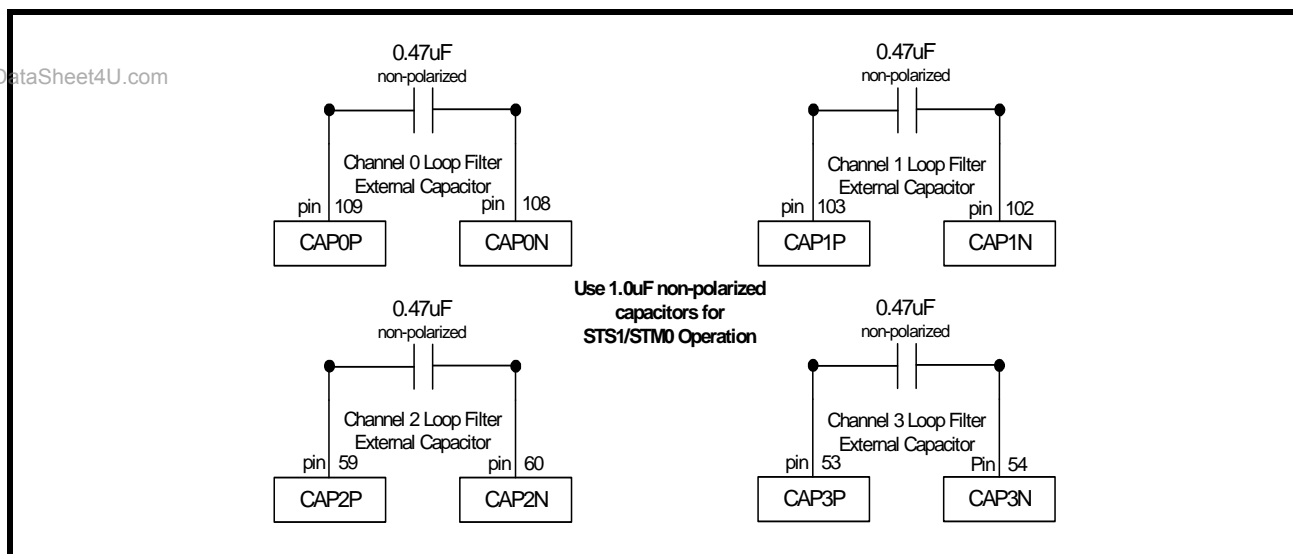 DataSheet4U.com
0.47uF
non-polarized
Channel 0 Loop Filter
External Capacitor
pin 109
pin 108
CAP0P
CAP0N
0.47uF
non-polarized
Channel 1 Loop Filter
External Capacitor
pin 103
pin 102
CAP1P
CAP1N
Use 1.0uF non-polarized
capacitors for
STS1/STM0 Operation
0.47uF
non-polarized
Channel 2 Loop Filter
External Capacitor
pin 59
pin 60
CAP2P
CAP2N
0.47uF
non-polarized
Channel 3 Loop Filter
External Capacitor
pin 53
Pin 54
CAP3P
CAP3N